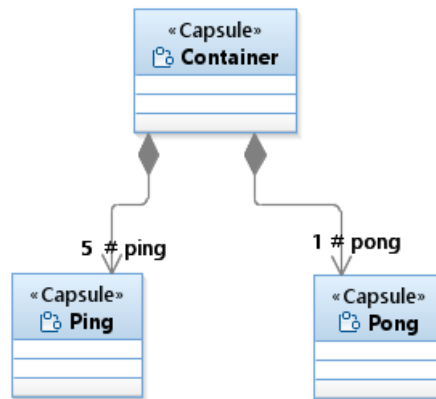 «Capsule»
Container
5 # ping
1 # pong
«Capsule»
Ping
«Capsule»
Pong